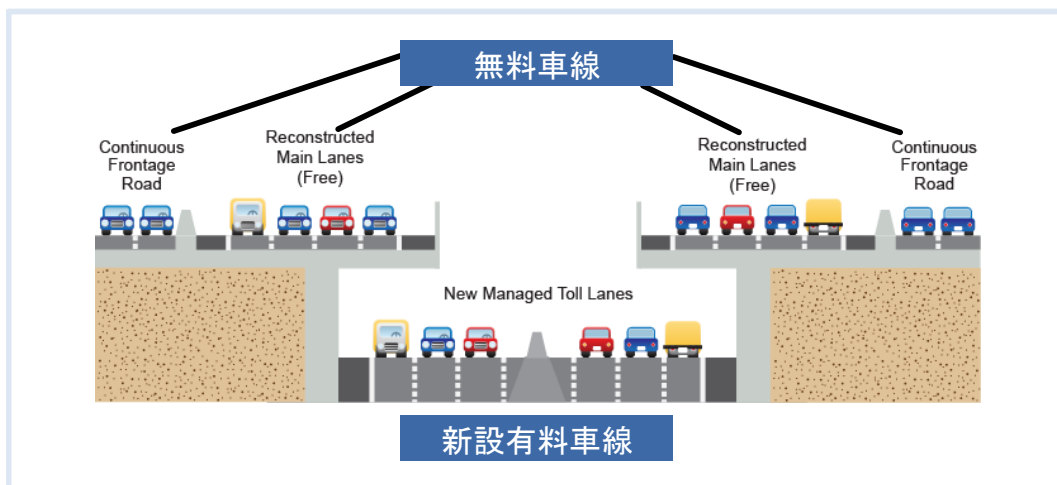 無料車線
Continuous
Frontage
Road
Reconstructed
Main Lanes
(Free)
Reconstructed
Main Lanes
(Free)
Continuous
Frontage
Road
New Managed Toll Lanes
新設有料車線